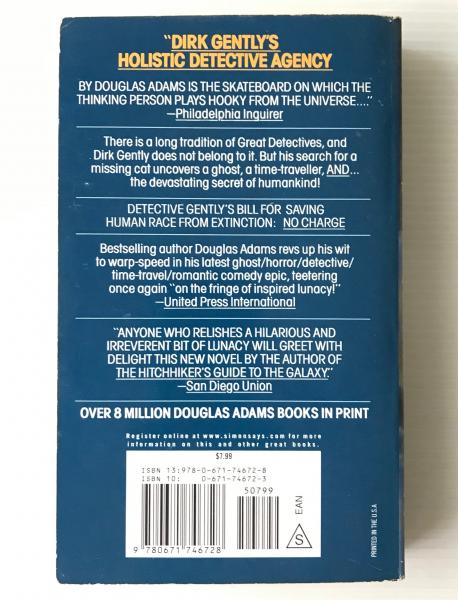 "DIRK GENTLY'S
HOLISTIC DETECTIVE AGENCY
BY DOUGLAS ADAMS IS THE SKATEBOARD ON WHICH THE
THINKING PERSON PLAYS HOOKY FROM THE UNIVERSE...."
—Philadelphia Inquirer
There is a long tradition of Great Detectives, and
Dirk Gently does not belong to it. But his search for a
missing cat uncovers a ghost, a time-traveller, AND...
the devastating secret of humankind!
DETECTIVE GENTLY'S BILL FOR SAVING
HUMAN RACE FROM EXTINCTION: NO CHARGE
Bestselling author Douglas Adams revs up his wit
to warp-speed in his latest ghost/horror/detective/
time-travel/romantic comedy epic, teetering
once again "on the fringe of inspired lunacy!"
—United Press International
"ANYONE WHO RELISHES A HILARIOUS AND
IRREVERENT BIT OF LUNACY WILL GREET WITH
DELIGHT THIS NEW NOVEL BY THE AUTHOR OF
THE HITCHHIKER'S GUIDE TO THE GALAXY."
—San Diego Union
OVER 8 MILLION DOUGLAS ADAMS BOOKS IN PRINT
Register online at www.simonsays.com for more
information on this and other great books.
$7.99
ISBN 13:978-0-671-74672-8
ISBN 10: 0-671-74672-3
50799
9 780671 746728
EAN
S
PRINTED IN THE U.S.A.